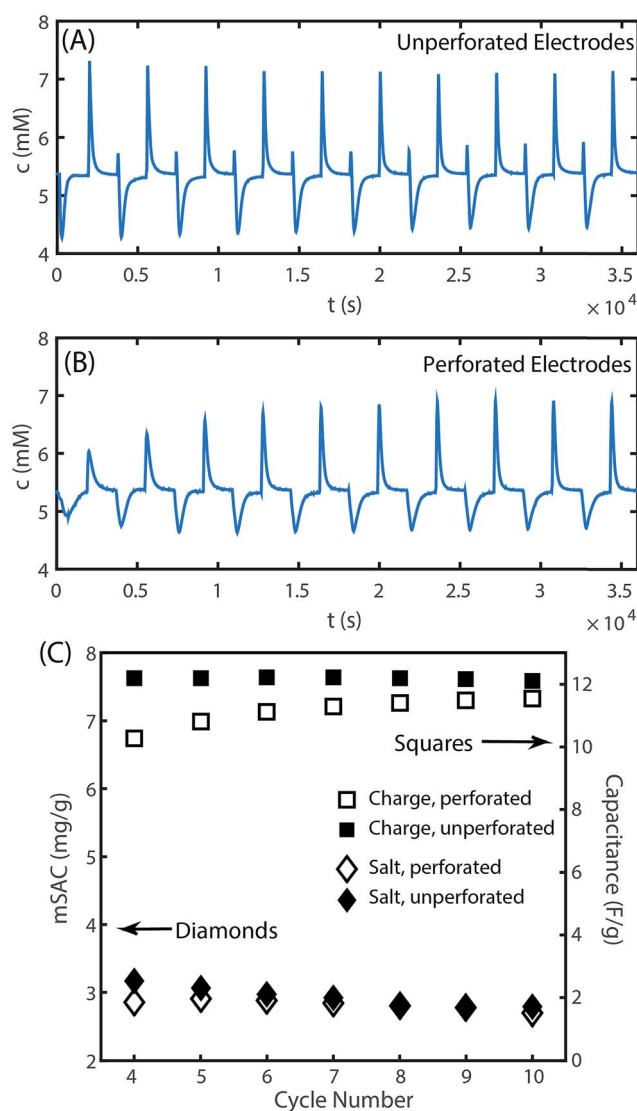 (A)
Unperforated Electrodes
8
7
6
5
4
c (mM)
0 0.5 1 1.5 2 2.5 3 3.5
t (s)
× 10⁴
(B)
Perforated Electrodes
8
7
6
5
4
c (mM)
0 0.5 1 1.5 2 2.5 3 3.5
t (s)
× 10⁴
(C)
8
7
6
5
4
3
2
mSAC (mg/g)
12
10
8
6
4
2
0
Capacitance (F/g)
Squares
Charge, perforated
Charge, unperforated
Salt, perforated
Salt, unperforated
Diamonds
4 5 6 7 8 9 10
Cycle Number